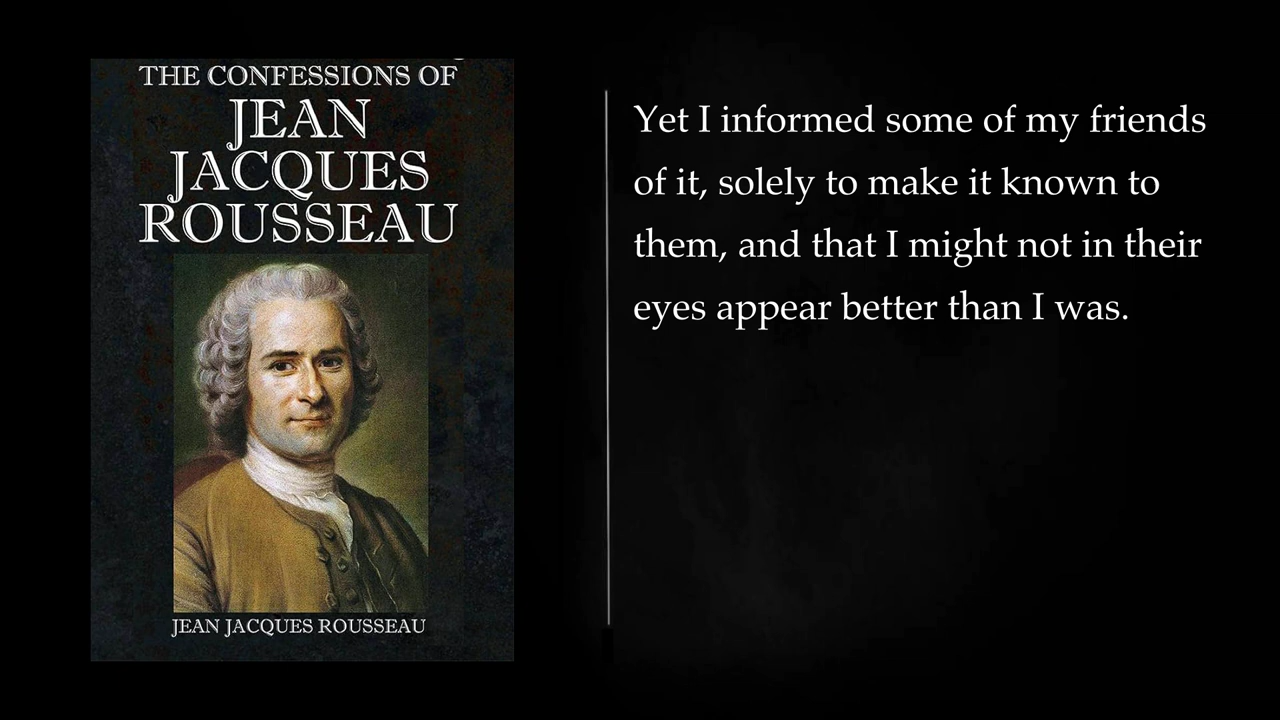 THE CONFESSIONS OF
JEAN
JACQUES
ROUSSEAU
JEAN JACQUES ROUSSEAU
Yet I informed some of my friends
of it, solely to make it known to
them, and that I might not in their
eyes appear better than I was.